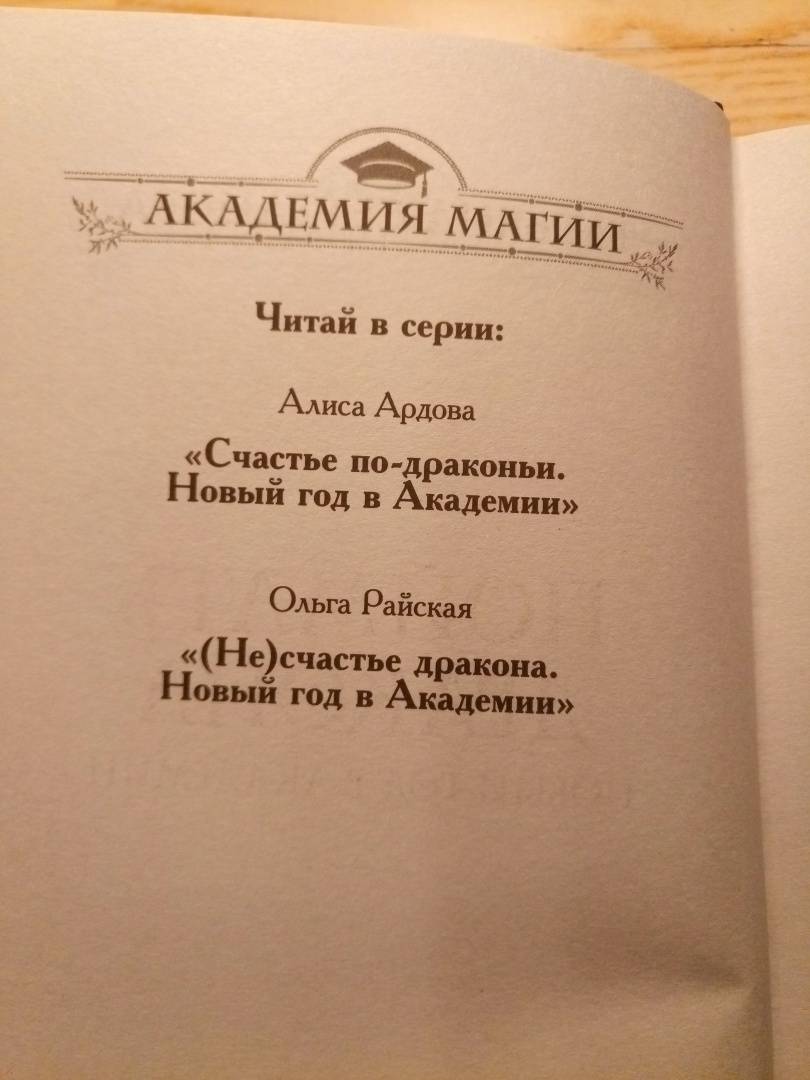 АКАДЕМИЯ МАГИИ
Читай в серии:
Алиса Ардова
«Счастье по-драконьи.
Новый год в Академии»
Ольга Райская
«(Не)счастье дракона.
Новый год в Академии»